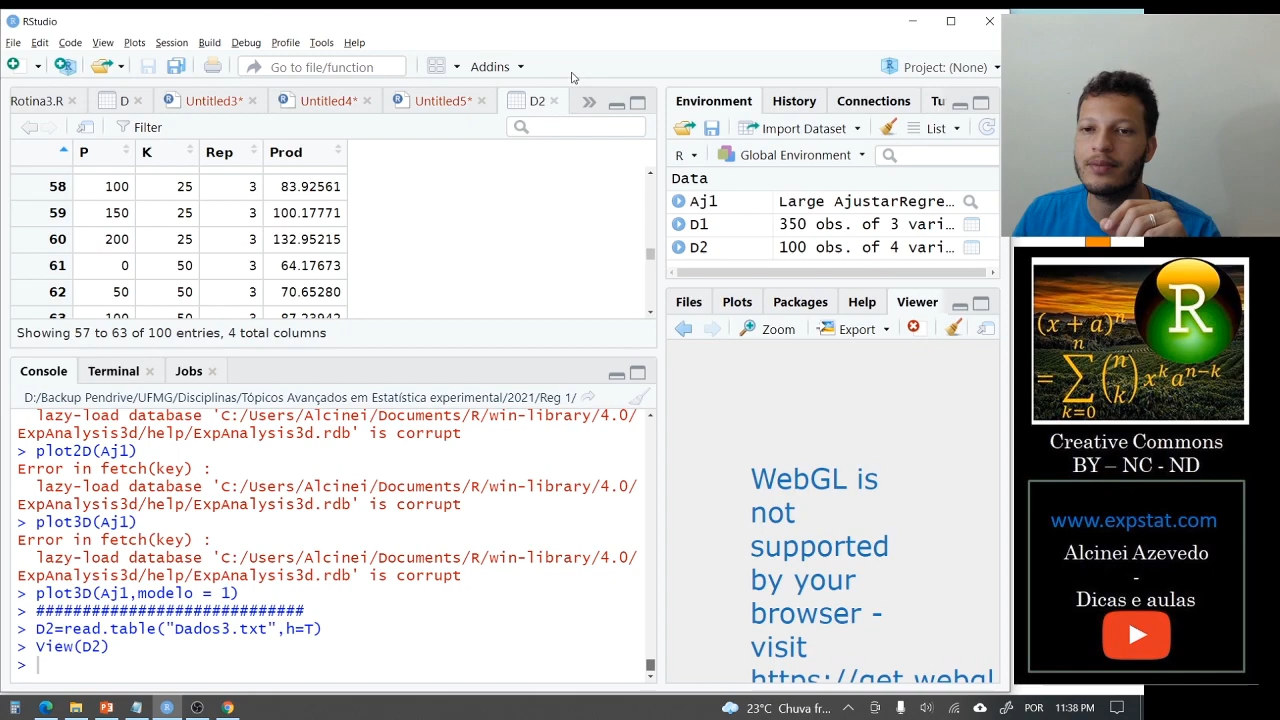 RStudio
File Edit Code View Plots Session Build Debug Profile Tools Help
Go to file/function
Addins
Project: (None)
Rotina3.R
D
Untitled3*
Untitled4*
Untitled5*
D2
Filter
P K Rep Prod
58 100 25 3 83.92561
59 150 25 3 100.17771
60 200 25 3 132.95215
61 0 50 3 64.17673
62 50 50 3 70.65280
Showing 57 to 63 of 100 entries, 4 total columns
Console Terminal Jobs
D:/Backup Pendrive/UFMG/Disciplinas/Tópicos Avançados em Estatística experimental/2021/Reg 1/
lazy-load database 'C:/Users/Alcinei/Documents/R/win-library/4.0/
ExpAnalysis3d/help/ExpAnalysis3d.rdb' is corrupt
> plot2D(Aj1)
Error in fetch(key) :
lazy-load database 'C:/Users/Alcinei/Documents/R/win-library/4.0/
ExpAnalysis3d/help/ExpAnalysis3d.rdb' is corrupt
> plot3D(Aj1)
Error in fetch(key) :
lazy-load database 'C:/Users/Alcinei/Documents/R/win-library/4.0/
ExpAnalysis3d/help/ExpAnalysis3d.rdb' is corrupt
> plot3D(Aj1,modelo = 1)
> #############################
> D2=read.table("Dados3.txt",h=T)
> View(D2)
>
Environment History Connections Tu
Import Dataset
List
R
Global Environment
Data
Aj1 Large AjustarRegre…
D1 350 obs. of 3 vari…
D2 100 obs. of 4 vari…
Files Plots Packages Help Viewer
Zoom
Export
WebGL is
not
supported
by your
browser -
visit
https://get.webgl
R
(x + a)^n
= ∑ (n k) x^k a^(n−k)
n
k=0
Creative Commons
BY – NC - ND
www.expstat.com
Alcinei Azevedo
-
Dicas e aulas
23°C Chuva fr...
POR
11:38 PM